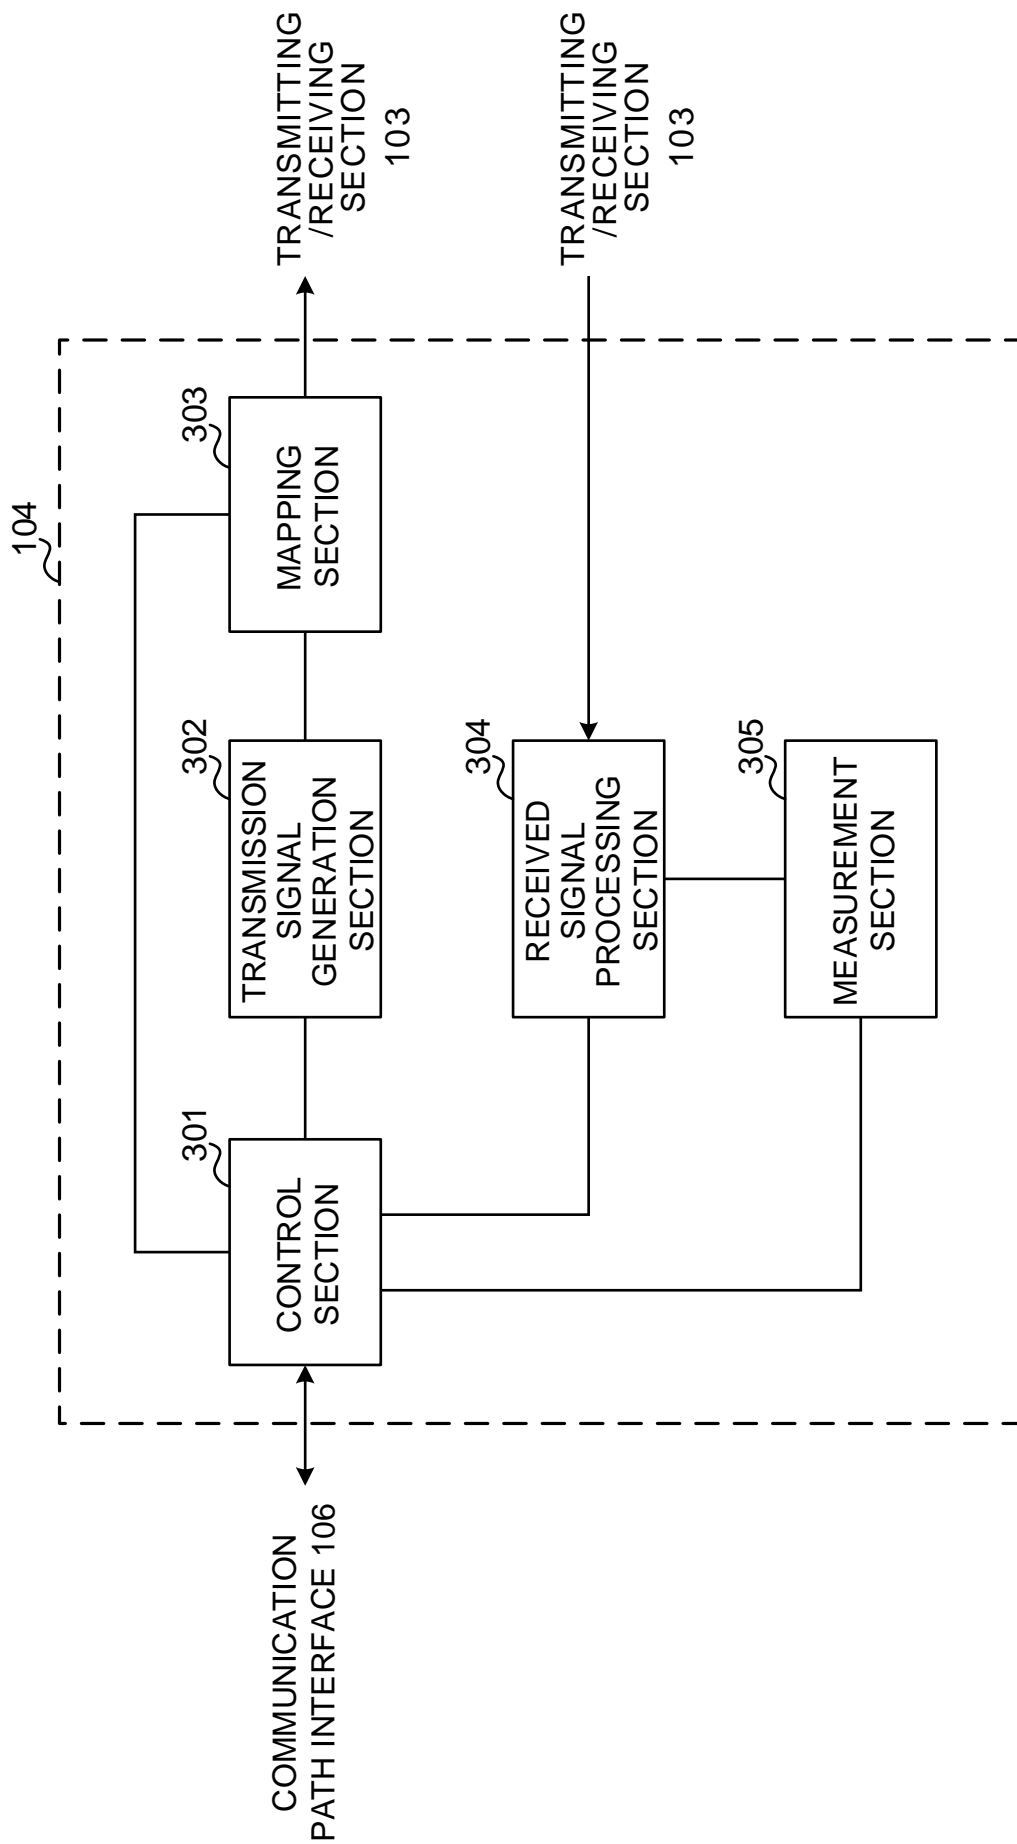 104
COMMUNICATION
PATH INTERFACE 106
301
CONTROL
SECTION
302
TRANSMISSION
SIGNAL
GENERATION
SECTION
303
MAPPING
SECTION
TRANSMITTING
/RECEIVING
SECTION
103
304
RECEIVED
SIGNAL
PROCESSING
SECTION
TRANSMITTING
/RECEIVING
SECTION
103
305
MEASUREMENT
SECTION